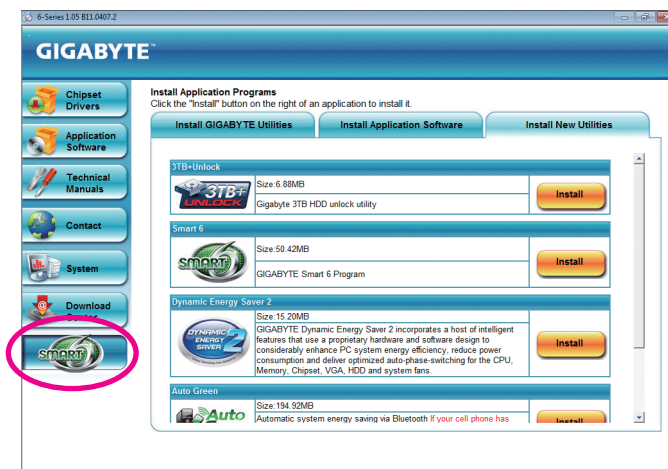 6-Series 1.05 B11.0407.2
GIGABYTE™
Chipset
Drivers
Application
Software
Technical
Manuals
Contact
System
Download
Center
SMART 6
Install Application Programs
Click the "Install" button on the right of an application to install it.
Install GIGABYTE Utilities
Install Application Software
Install New Utilities
3TB+Unlock
3TB+
UNLOCK
Size:6.88MB
Gigabyte 3TB HDD unlock utility
Install
Smart 6
SMART 6
Size:50.42MB
GIGABYTE Smart 6 Program
Install
Dynamic Energy Saver 2
DYNAMIC
ENERGY
SAVER
2
Size:15.20MB
GIGABYTE Dynamic Energy Saver 2 incorporates a host of intelligent
features that use a proprietary hardware and software design to
considerably enhance PC system energy efficiency, reduce power
consumption and deliver optimized auto-phase-switching for the CPU,
Memory, Chipset, VGA, HDD and system fans.
Install
Auto Green
Auto
Size:194.92MB
Automatic system energy saving via Bluetooth If your cell phone has
Install